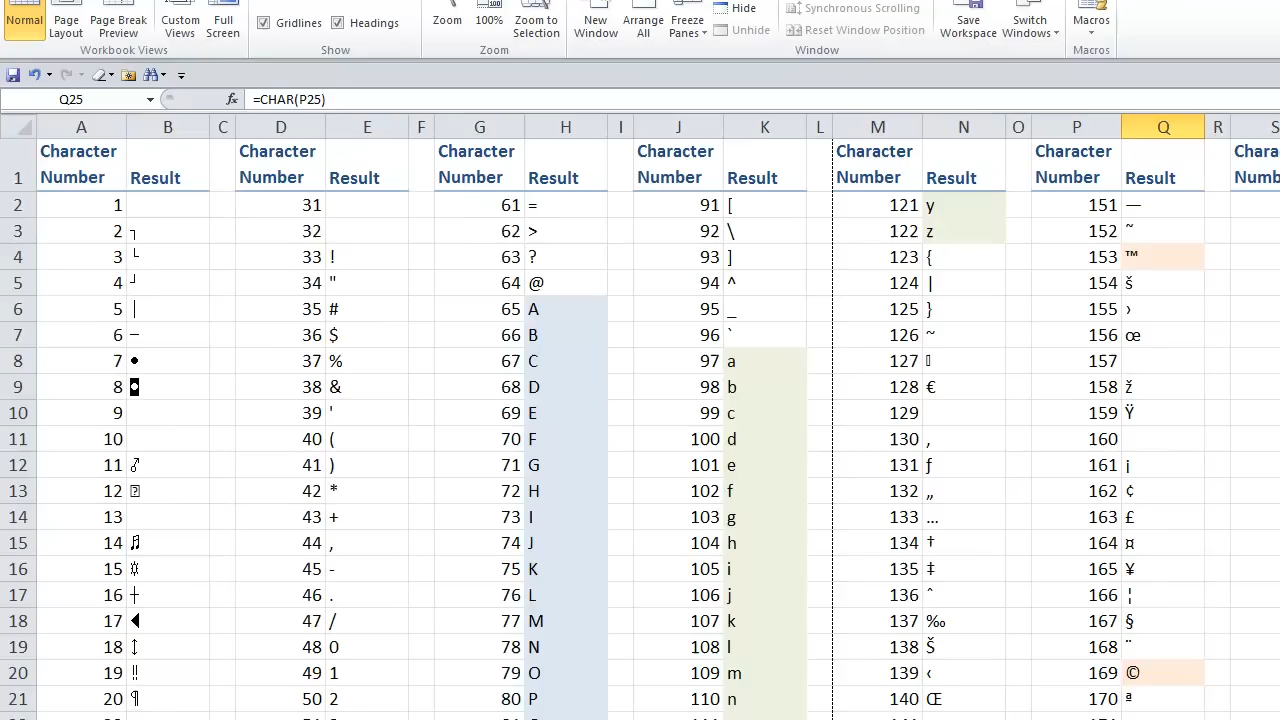 Normal Page Layout Page Break Preview Custom Views Full Screen Gridlines Headings Zoom 100% Zoom to Selection New Window Arrange All Freeze Panes Hide Unhide Synchronous Scrolling Reset Window Position Save Workspace Switch Windows Macros
Workbook Views Show Zoom Window Macros
Q25 fx =CHAR(P25)
A B C D E F G H I J K L M N O P Q R S
1 Character Number Result Character Number Result Character Number Result Character Number Result Character Number Result Character Number Result
2 1 31 61 = 91 [ 121 y 151 —
3 2 ┐ 32 62 > 92 \ 122 z 152 ˜
4 3 └ 33 ! 63 ? 93 ] 123 { 153 ™
5 4 ┘ 34 " 64 @ 94 ^ 124 | 154 š
6 5 │ 35 # 65 A 95 _ 125 } 155 ›
7 6 ─ 36 $ 66 B 96 ` 126 ~ 156 œ
8 7 • 37 % 67 C 97 a 127 157
9 8 ◘ 38 & 68 D 98 b 128 € 158 ž
10 9 39 ' 69 E 99 c 129 159 Ÿ
11 10 40 ( 70 F 100 d 130 ‚ 160
12 11 ♂ 41 ) 71 G 101 e 131 ƒ 161 ¡
13 12 42 * 72 H 102 f 132 „ 162 ¢
14 13 43 + 73 I 103 g 133 … 163 £
15 14 ♫ 44 , 74 J 104 h 134 † 164 ¤
16 15 ☼ 45 - 75 K 105 i 135 ‡ 165 ¥
17 16 ┼ 46 . 76 L 106 j 136 ˆ 166 ¦
18 17 ◄ 47 / 77 M 107 k 137 ‰ 167 §
19 18 ↕ 48 0 78 N 108 l 138 Š 168 ¨
20 19 ‼ 49 1 79 O 109 m 139 ‹ 169 ©
21 20 ¶ 50 2 80 P 110 n 140 Œ 170 ª